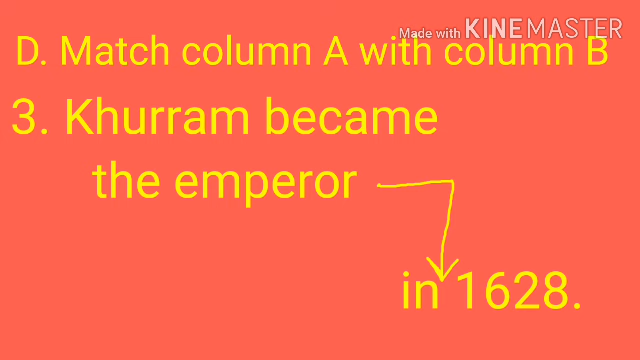 Made with KINEMASTER
D. Match column A with column B
3. Khurram became
the emperor
in 1628.